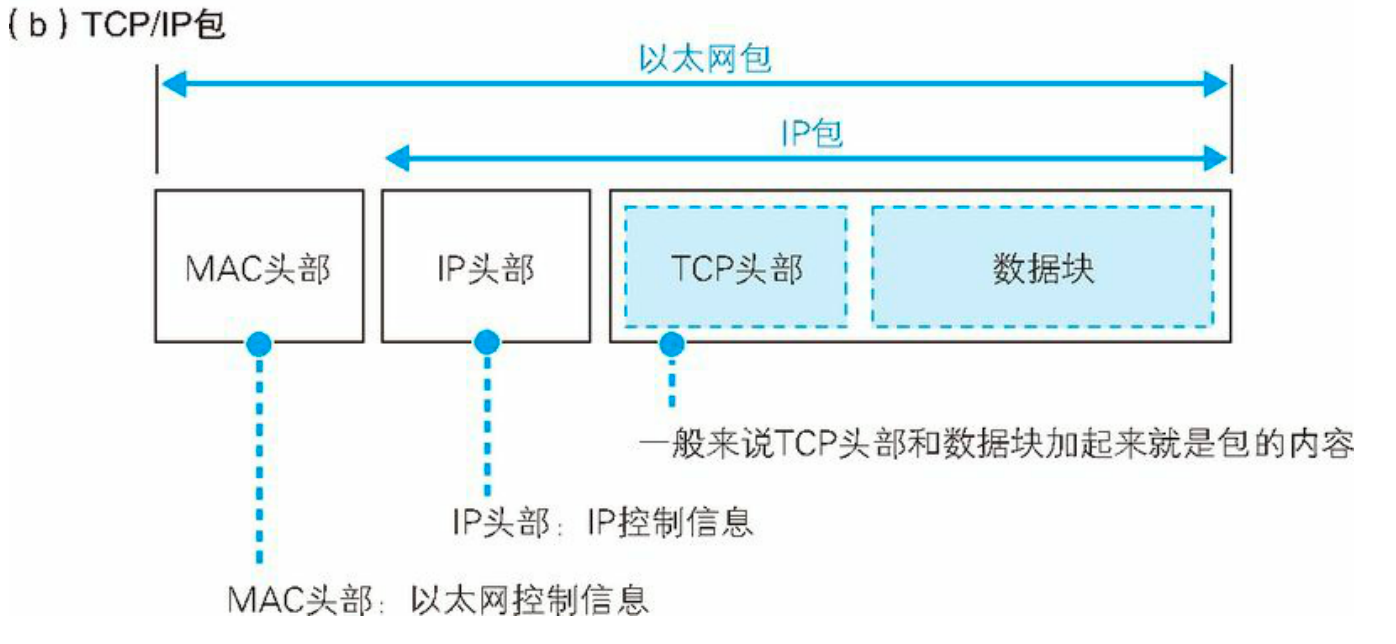 (b) TCP/IP包
以太网包
IP包
MAC头部
IP头部
TCP头部
数据块
一般来说TCP头部和数据块加起来就是包的内容
IP头部：IP控制信息
MAC头部：以太网控制信息